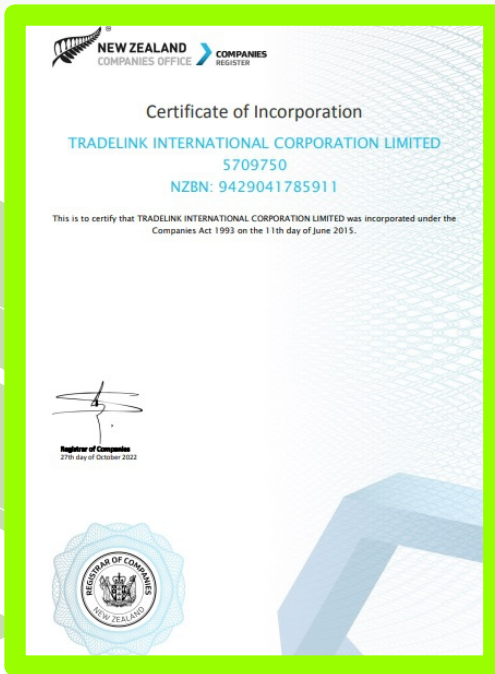 ®
NEW ZEALAND
COMPANIES OFFICE
COMPANIES
REGISTER
Certificate of Incorporation
TRADELINK INTERNATIONAL CORPORATION LIMITED
5709750
NZBN: 9429041785911
This is to certify that TRADELINK INTERNATIONAL CORPORATION LIMITED was incorporated under the
Companies Act 1993 on the 11th day of June 2015.
Registrar of Companies
27th day of October 2022
REGISTRAR OF COMPANIES
NEW ZEALAND